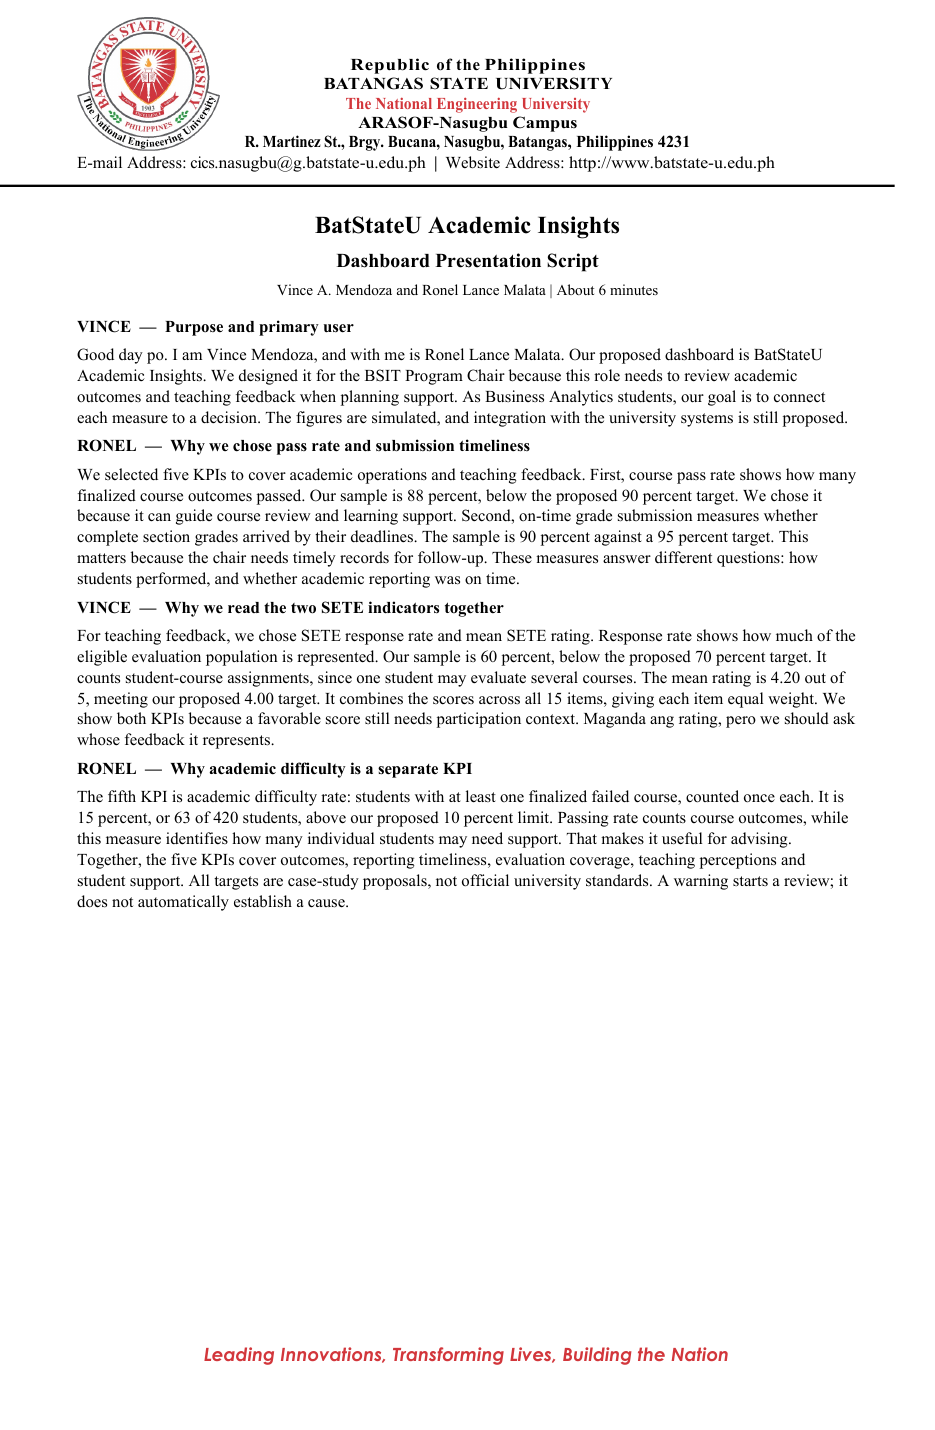 BATANGAS STATE UNIVERSITY
1903
PHILIPPINES
The National Engineering University
Republic of the Philippines
BATANGAS STATE UNIVERSITY
The National Engineering University
ARASOF-Nasugbu Campus
R. Martinez St., Brgy. Bucana, Nasugbu, Batangas, Philippines 4231
E-mail Address: cics.nasugbu@g.batstate-u.edu.ph | Website Address: http://www.batstate-u.edu.ph
BatStateU Academic Insights
Dashboard Presentation Script
Vince A. Mendoza and Ronel Lance Malata | About 6 minutes
VINCE — Purpose and primary user
Good day po. I am Vince Mendoza, and with me is Ronel Lance Malata. Our proposed dashboard is BatStateU
Academic Insights. We designed it for the BSIT Program Chair because this role needs to review academic
outcomes and teaching feedback when planning support. As Business Analytics students, our goal is to connect
each measure to a decision. The figures are simulated, and integration with the university systems is still proposed.
RONEL — Why we chose pass rate and submission timeliness
We selected five KPIs to cover academic operations and teaching feedback. First, course pass rate shows how many
finalized course outcomes passed. Our sample is 88 percent, below the proposed 90 percent target. We chose it
because it can guide course review and learning support. Second, on-time grade submission measures whether
complete section grades arrived by their deadlines. The sample is 90 percent against a 95 percent target. This
matters because the chair needs timely records for follow-up. These measures answer different questions: how
students performed, and whether academic reporting was on time.
VINCE — Why we read the two SETE indicators together
For teaching feedback, we chose SETE response rate and mean SETE rating. Response rate shows how much of the
eligible evaluation population is represented. Our sample is 60 percent, below the proposed 70 percent target. It
counts student-course assignments, since one student may evaluate several courses. The mean rating is 4.20 out of
5, meeting our proposed 4.00 target. It combines the scores across all 15 items, giving each item equal weight. We
show both KPIs because a favorable score still needs participation context. Maganda ang rating, pero we should ask
whose feedback it represents.
RONEL — Why academic difficulty is a separate KPI
The fifth KPI is academic difficulty rate: students with at least one finalized failed course, counted once each. It is
15 percent, or 63 of 420 students, above our proposed 10 percent limit. Passing rate counts course outcomes, while
this measure identifies how many individual students may need support. That makes it useful for advising.
Together, the five KPIs cover outcomes, reporting timeliness, evaluation coverage, teaching perceptions and
student support. All targets are case-study proposals, not official university standards. A warning starts a review; it
does not automatically establish a cause.
Leading Innovations, Transforming Lives, Building the Nation